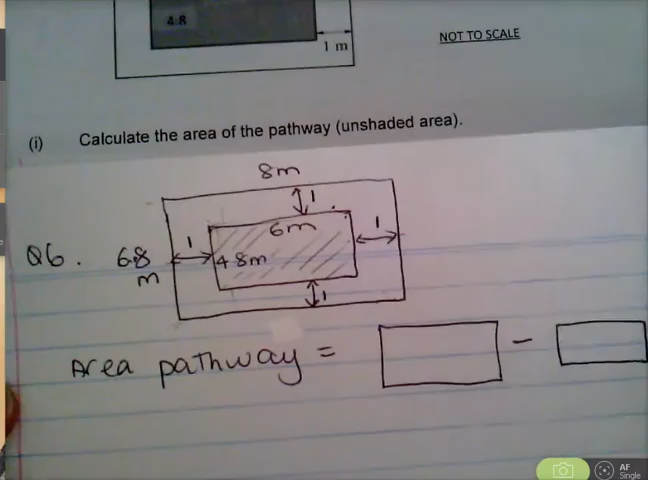 4.8
1 m
NOT TO SCALE
(i) Calculate the area of the pathway (unshaded area).
8m
1
6m
1
1
Q6. 6.8 4.8m
m
1
Area pathway = -
AF
Single